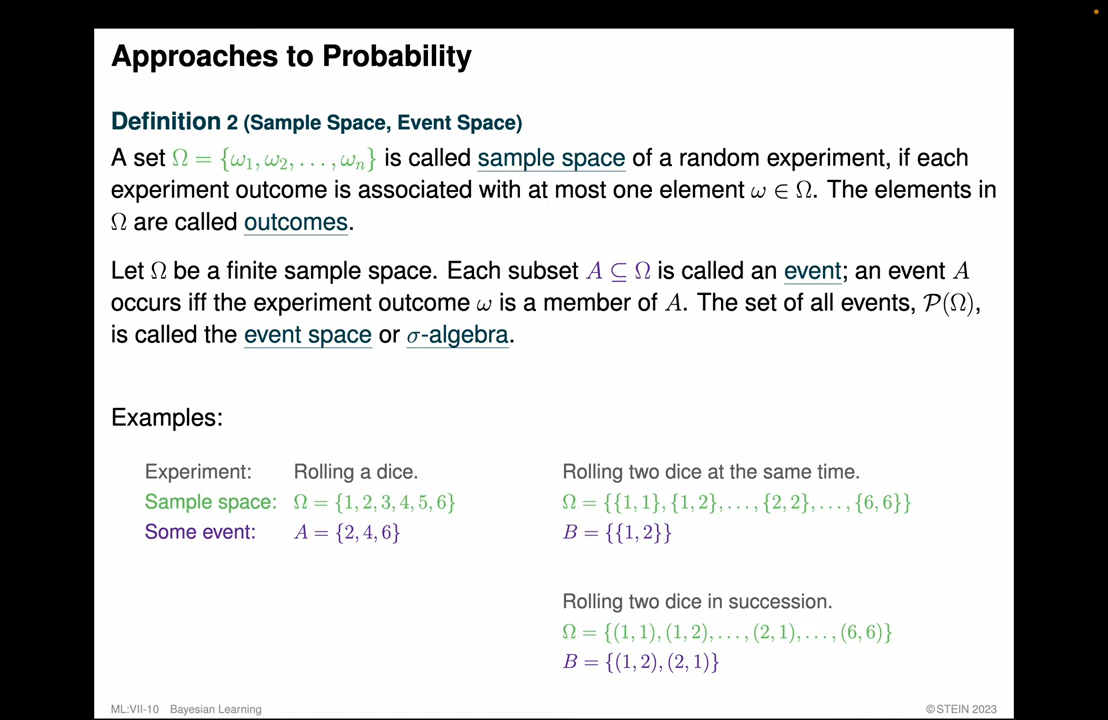 Approaches to Probability
Definition 2 (Sample Space, Event Space)
A set Ω = {ω₁, ω₂, . . . , ωₙ} is called sample space of a random experiment, if each
experiment outcome is associated with at most one element ω ∈ Ω. The elements in
Ω are called outcomes.
Let Ω be a finite sample space. Each subset A ⊆ Ω is called an event; an event A
occurs iff the experiment outcome ω is a member of A. The set of all events, 𝒫(Ω),
is called the event space or σ-algebra.
Examples:
Experiment: Rolling a dice.
Sample space: Ω = {1, 2, 3, 4, 5, 6}
Some event: A = {2, 4, 6}
Rolling two dice at the same time.
Ω = {{1, 1}, {1, 2}, . . . , {2, 2}, . . . , {6, 6}}
B = {{1, 2}}
Rolling two dice in succession.
Ω = {(1, 1), (1, 2), . . . , (2, 1), . . . , (6, 6)}
B = {(1, 2), (2, 1)}
ML:VII-10 Bayesian Learning
©STEIN 2023